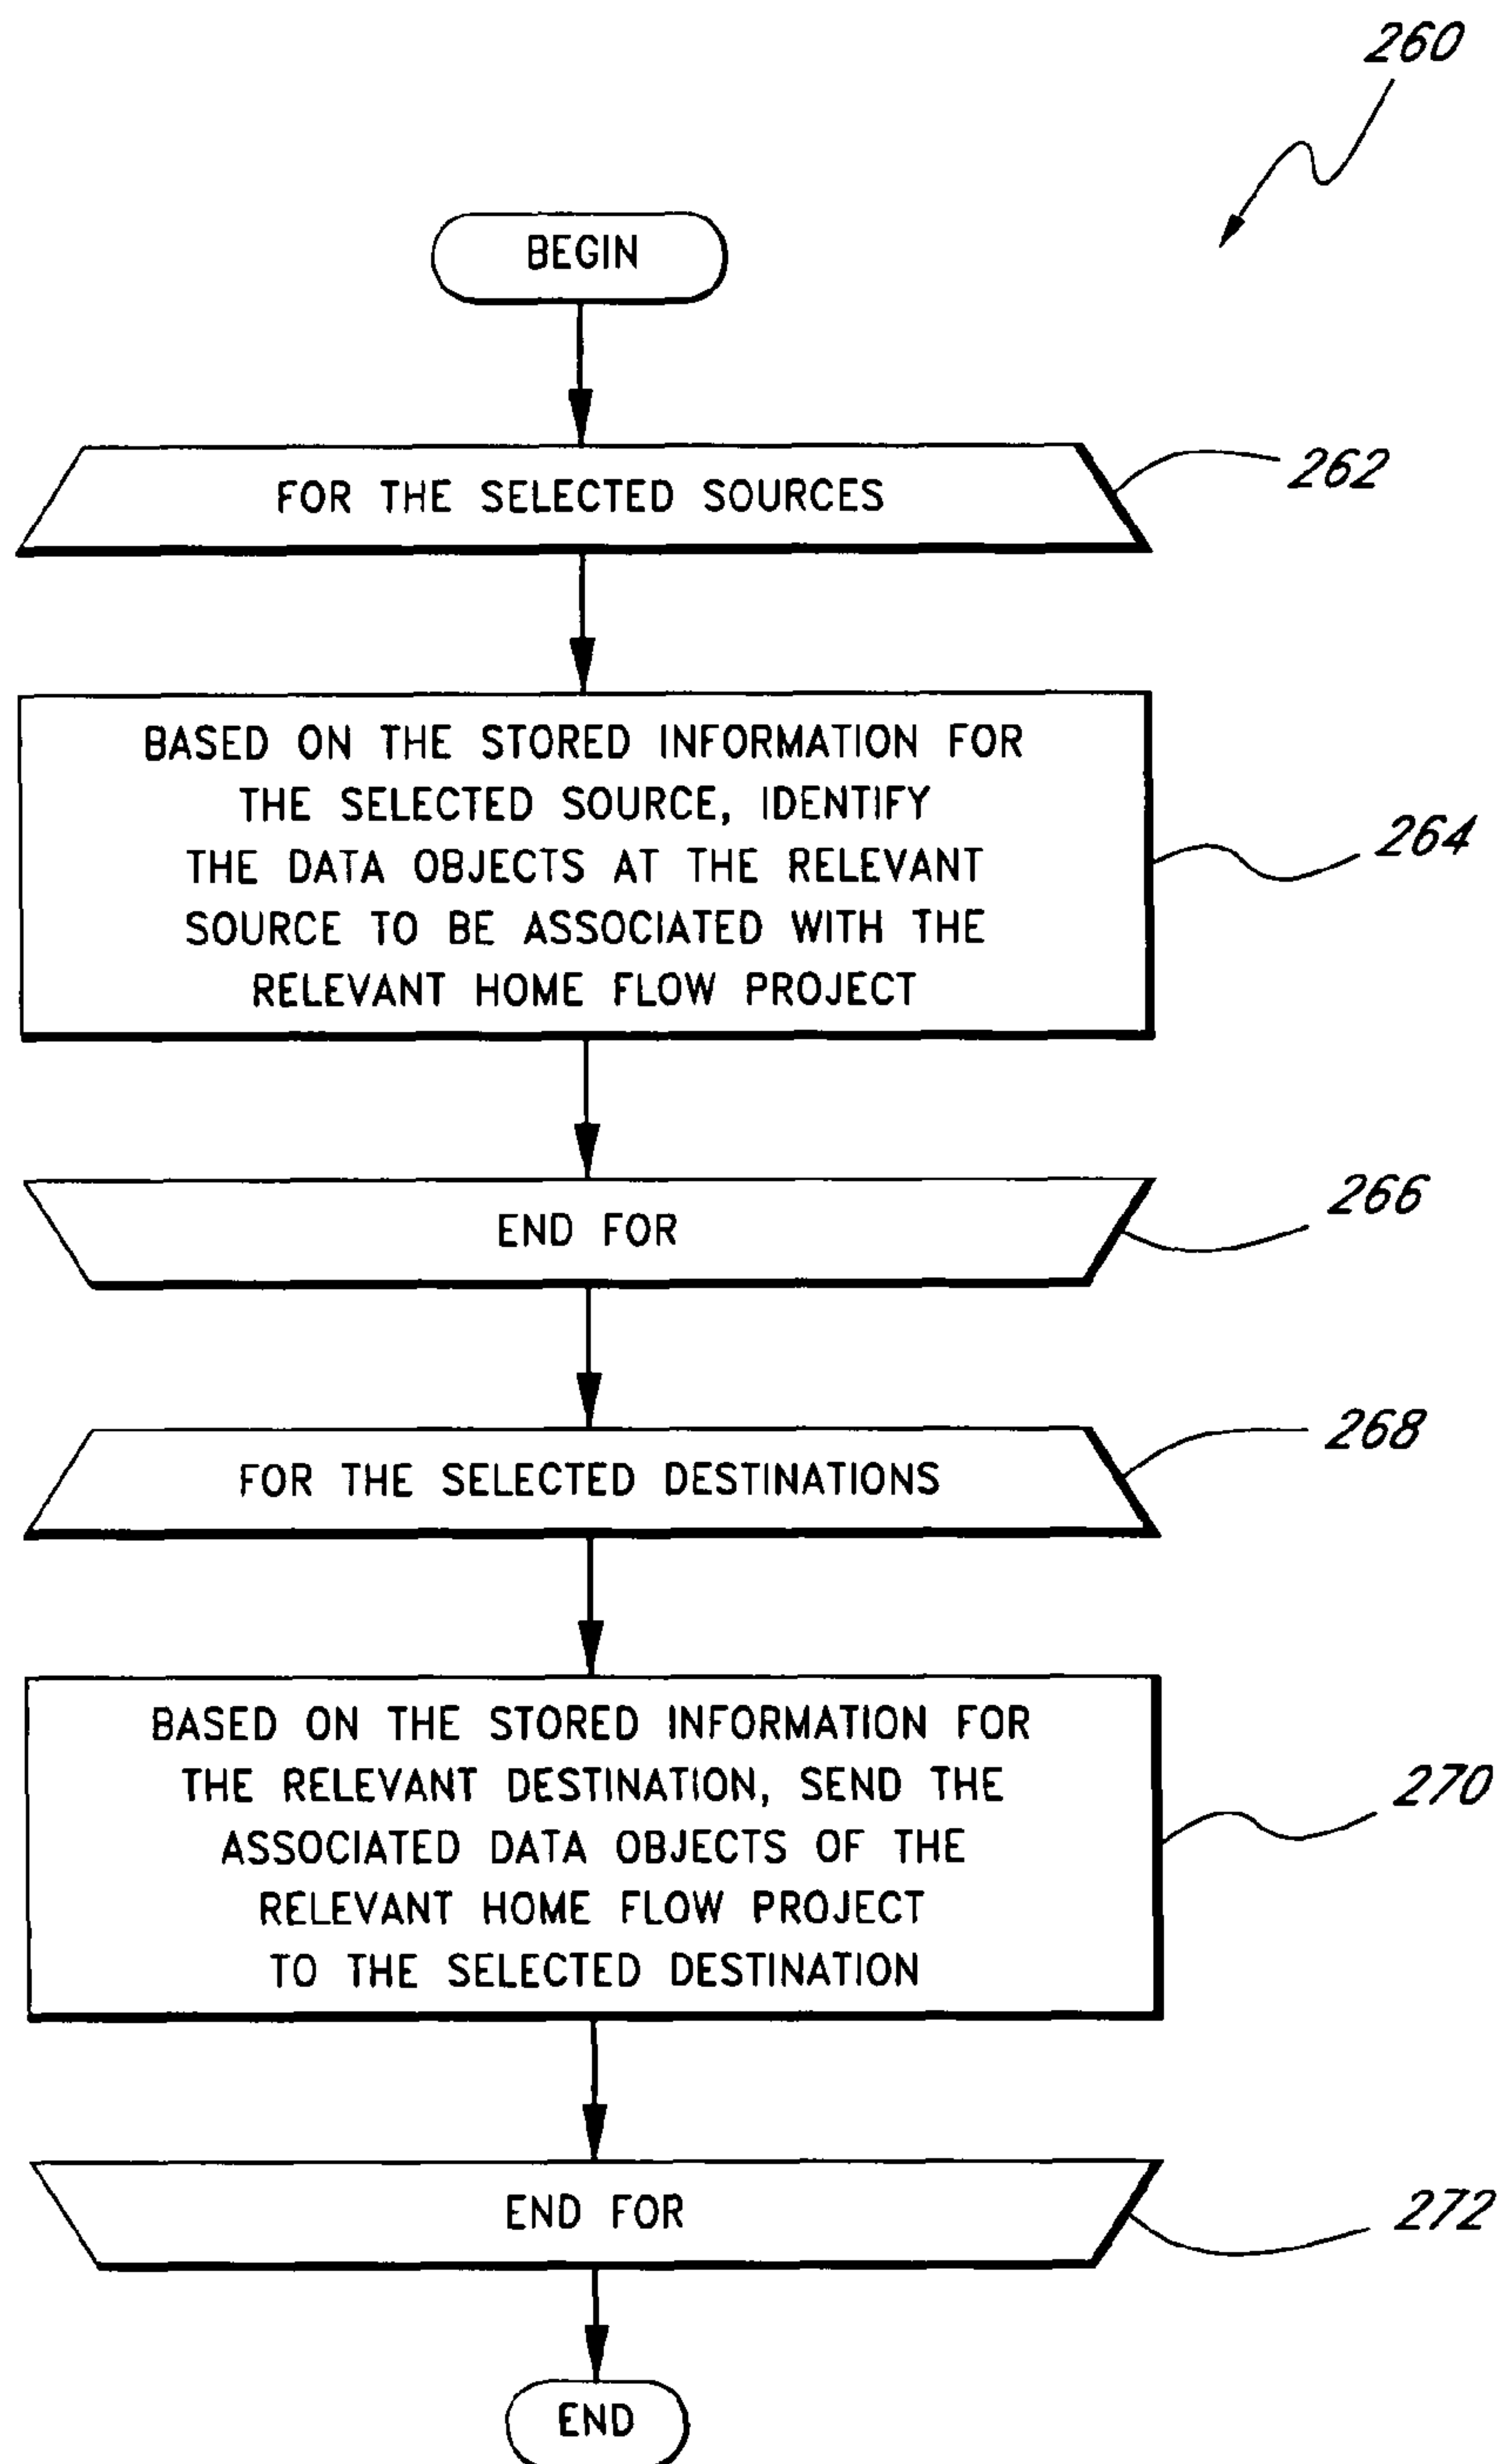 260
BEGIN
FOR THE SELECTED SOURCES
262
BASED ON THE STORED INFORMATION FOR
THE SELECTED SOURCE, IDENTIFY
THE DATA OBJECTS AT THE RELEVANT
SOURCE TO BE ASSOCIATED WITH THE
RELEVANT HOME FLOW PROJECT
264
END FOR
266
FOR THE SELECTED DESTINATIONS
268
BASED ON THE STORED INFORMATION FOR
THE RELEVANT DESTINATION, SEND THE
ASSOCIATED DATA OBJECTS OF THE
RELEVANT HOME FLOW PROJECT
TO THE SELECTED DESTINATION
270
END FOR
272
END